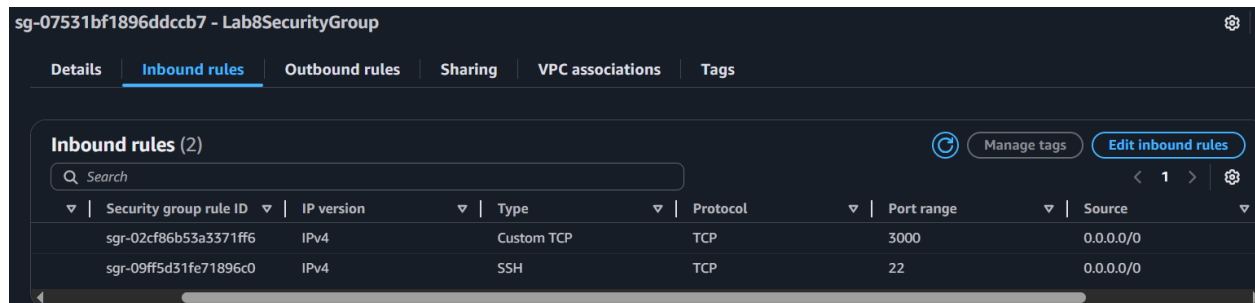 sg-07531bf1896ddccb7 - Lab8SecurityGroup
Details Inbound rules Outbound rules Sharing VPC associations Tags
Inbound rules (2) Manage tags Edit inbound rules
Search 1
Security group rule ID IP version Type Protocol Port range Source
sgr-02cf86b53a3371ff6 IPv4 Custom TCP TCP 3000 0.0.0.0/0
sgr-09ff5d31fe71896c0 IPv4 SSH TCP 22 0.0.0.0/0